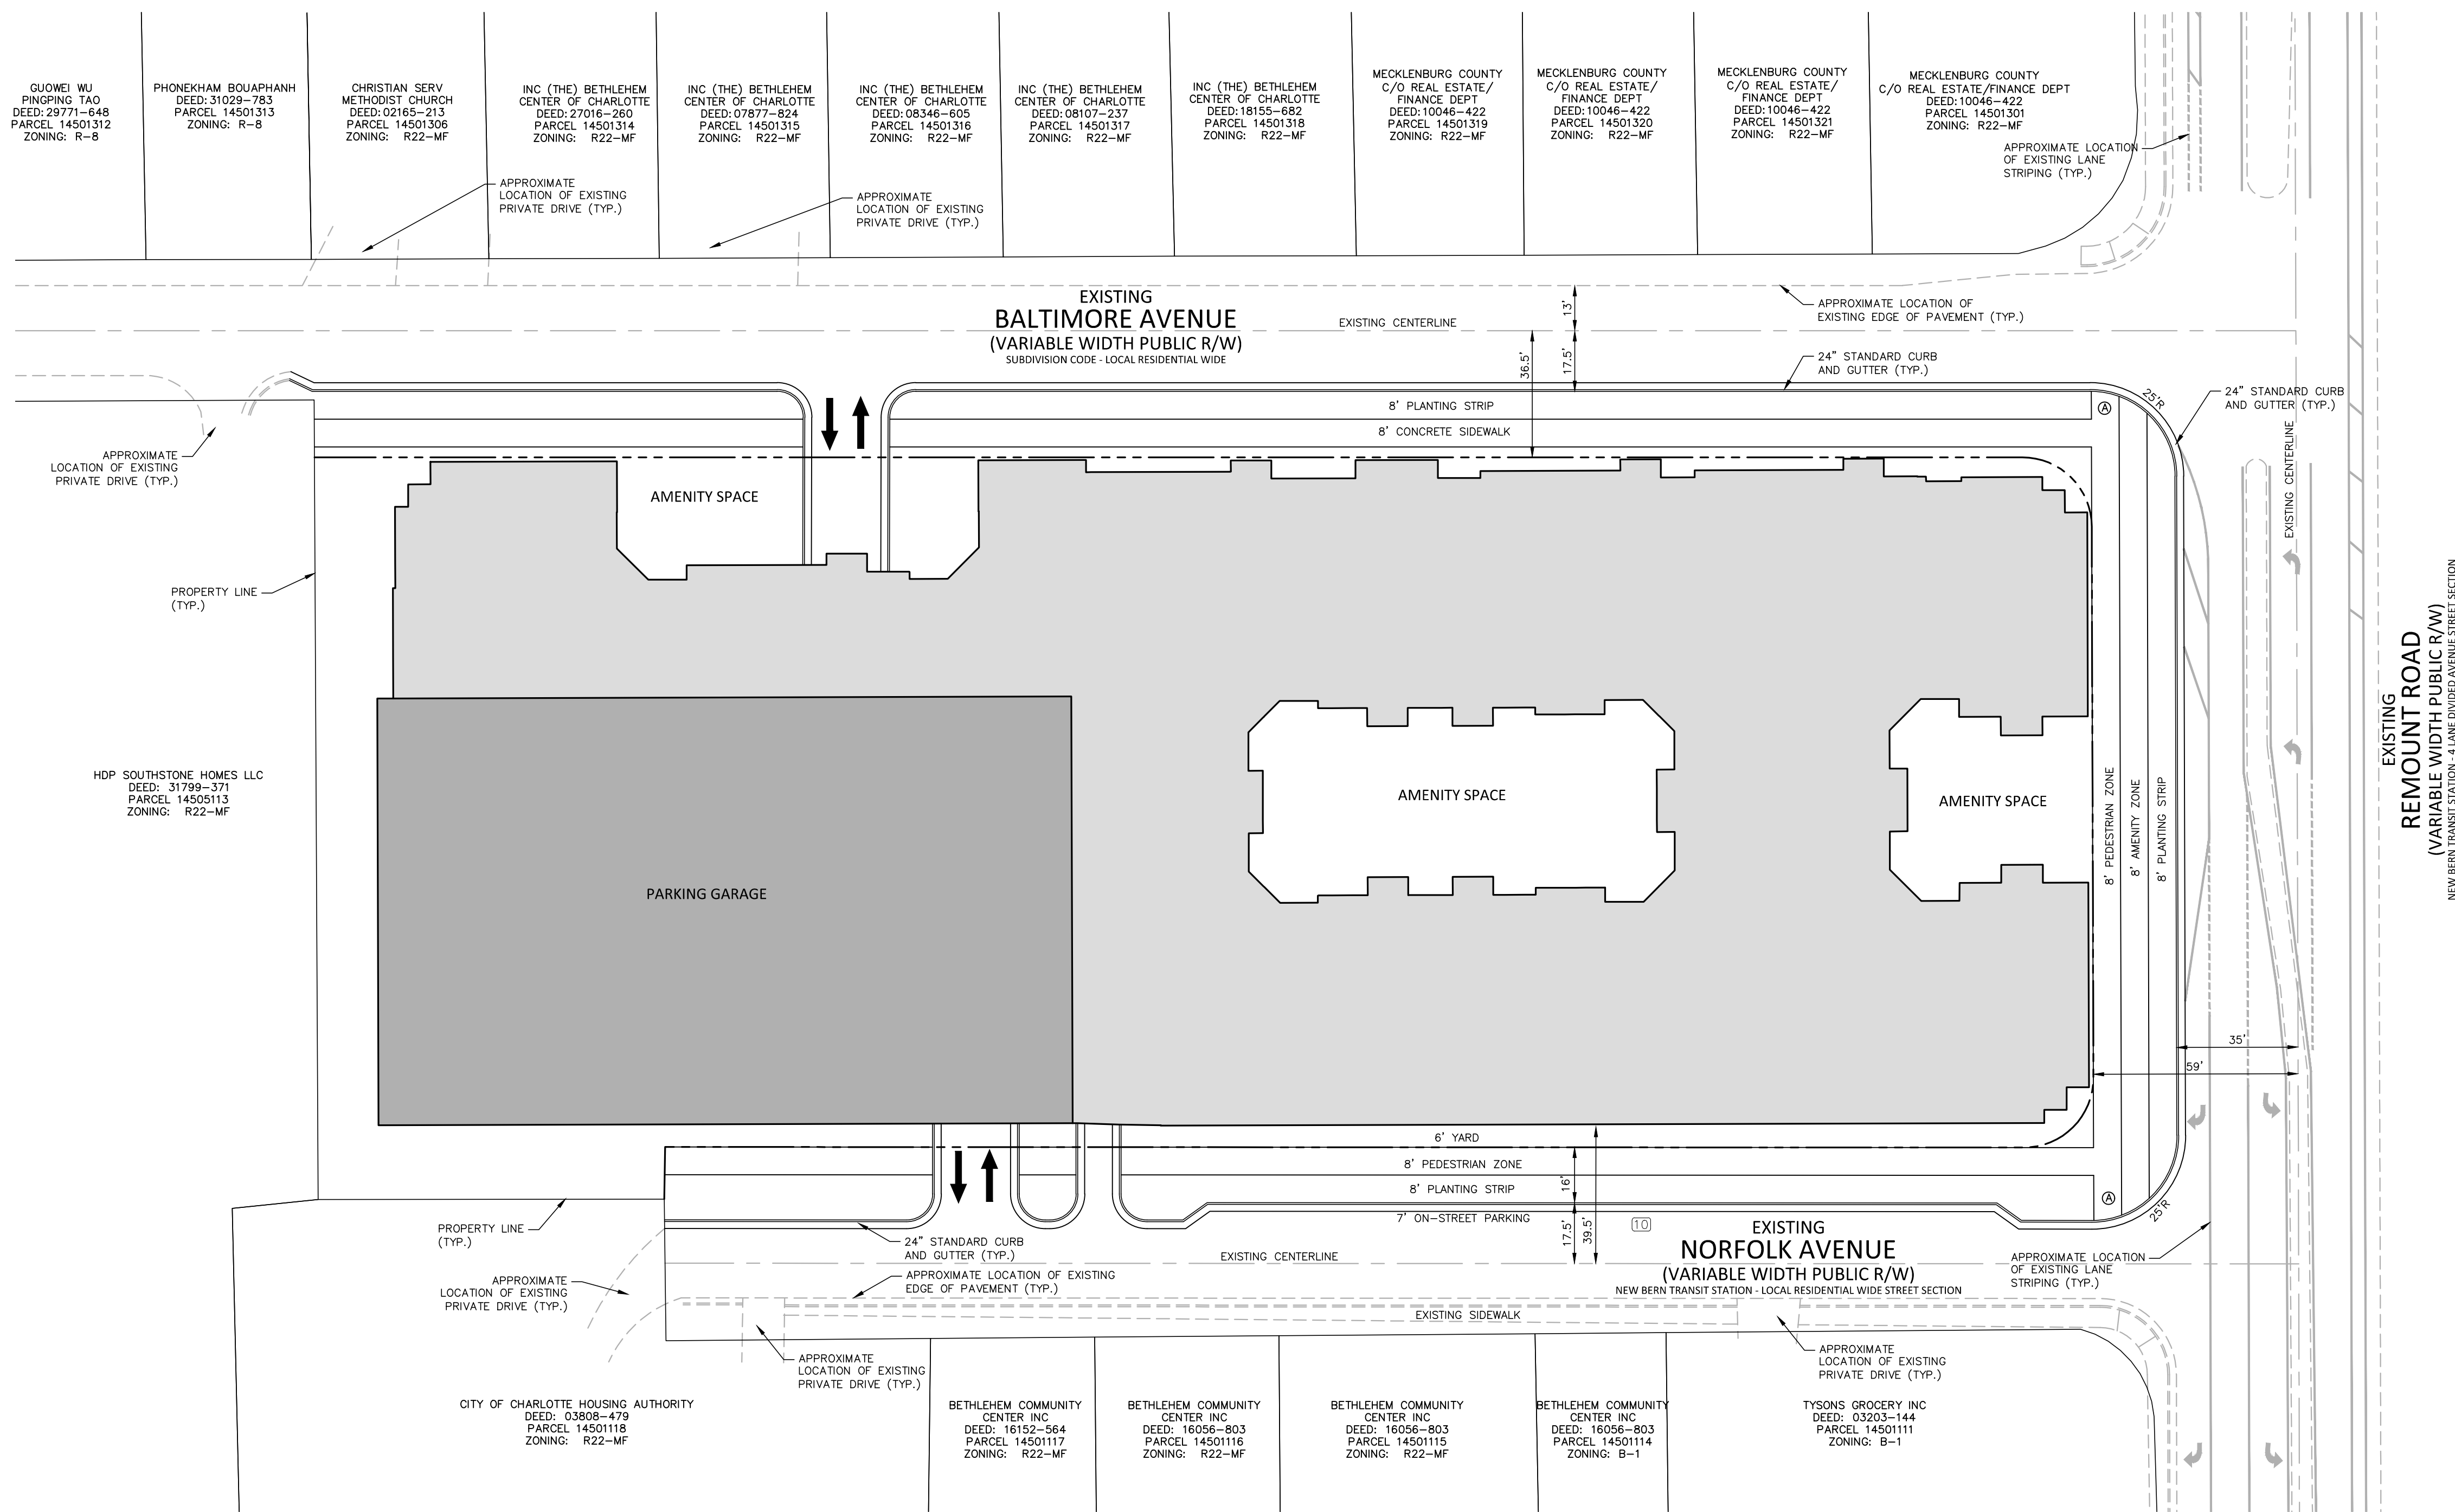 GUOWEI WU
PINGPING TAO
DEED: 29771-648
PARCEL 14501312
ZONING: R-8
PHONEKHAM BOUAPHANH
DEED: 31029-783
PARCEL 14501313
ZONING: R-8
CHRISTIAN SERV
METHODIST CHURCH
DEED: 02165-213
PARCEL 14501306
ZONING: R22-MF
INC (THE) BETHLEHEM
CENTER OF CHARLOTTE
DEED: 27016-260
PARCEL 14501314
ZONING: R22-MF
INC (THE) BETHLEHEM
CENTER OF CHARLOTTE
DEED: 07877-824
PARCEL 14501315
ZONING: R22-MF
INC (THE) BETHLEHEM
CENTER OF CHARLOTTE
DEED: 08346-605
PARCEL 14501316
ZONING: R22-MF
INC (THE) BETHLEHEM
CENTER OF CHARLOTTE
DEED: 08107-237
PARCEL 14501317
ZONING: R22-MF
INC (THE) BETHLEHEM
CENTER OF CHARLOTTE
DEED: 18155-682
PARCEL 14501318
ZONING: R22-MF
MECKLENBURG COUNTY
C/O REAL ESTATE/
FINANCE DEPT
DEED: 10046-422
PARCEL 14501319
ZONING: R22-MF
MECKLENBURG COUNTY
C/O REAL ESTATE/
FINANCE DEPT
DEED: 10046-422
PARCEL 14501320
ZONING: R22-MF
MECKLENBURG COUNTY
C/O REAL ESTATE/
FINANCE DEPT
DEED: 10046-422
PARCEL 14501321
ZONING: R22-MF
MECKLENBURG COUNTY
C/O REAL ESTATE/FINANCE DEPT
DEED: 10046-422
PARCEL 14501301
ZONING: R22-MF
APPROXIMATE LOCATION
OF EXISTING LANE
STRIPING (TYP.)
APPROXIMATE
LOCATION OF EXISTING
PRIVATE DRIVE (TYP.)
APPROXIMATE
LOCATION OF EXISTING
PRIVATE DRIVE (TYP.)
EXISTING
BALTIMORE AVENUE
(VARIABLE WIDTH PUBLIC R/W)
SUBDIVISION CODE - LOCAL RESIDENTIAL WIDE
EXISTING CENTERLINE
13'
17.5'
36.5'
APPROXIMATE LOCATION OF
EXISTING EDGE OF PAVEMENT (TYP.)
24" STANDARD CURB
AND GUTTER (TYP.)
24" STANDARD CURB
AND GUTTER (TYP.)
25'R
A
8' PLANTING STRIP
8' CONCRETE SIDEWALK
EXISTING CENTERLINE
APPROXIMATE
LOCATION OF EXISTING
PRIVATE DRIVE (TYP.)
AMENITY SPACE
PROPERTY LINE
(TYP.)
HDP SOUTHSTONE HOMES LLC
DEED: 31799-371
PARCEL 14505113
ZONING: R22-MF
PARKING GARAGE
AMENITY SPACE
AMENITY SPACE
8' PEDESTRIAN ZONE
8' AMENITY ZONE
8' PLANTING STRIP
EXISTING
REMOUNT ROAD
(VARIABLE WIDTH PUBLIC R/W)
NEW BERN TRANSIT STATION - 4 LANE DIVIDED AVENUE STREET SECTION
35'
59'
6' YARD
8' PEDESTRIAN ZONE
8' PLANTING STRIP
7' ON-STREET PARKING
16'
17.5'
39.5'
10
A
25'R
EXISTING
NORFOLK AVENUE
(VARIABLE WIDTH PUBLIC R/W)
NEW BERN TRANSIT STATION - LOCAL RESIDENTIAL WIDE STREET SECTION
APPROXIMATE LOCATION
OF EXISTING LANE
STRIPING (TYP.)
PROPERTY LINE
(TYP.)
24" STANDARD CURB
AND GUTTER (TYP.)
EXISTING CENTERLINE
APPROXIMATE
LOCATION OF EXISTING
PRIVATE DRIVE (TYP.)
APPROXIMATE LOCATION OF EXISTING
EDGE OF PAVEMENT (TYP.)
EXISTING SIDEWALK
APPROXIMATE
LOCATION OF EXISTING
PRIVATE DRIVE (TYP.)
APPROXIMATE
LOCATION OF EXISTING
PRIVATE DRIVE (TYP.)
CITY OF CHARLOTTE HOUSING AUTHORITY
DEED: 03808-479
PARCEL 14501118
ZONING: R22-MF
BETHLEHEM COMMUNITY
CENTER INC
DEED: 16152-564
PARCEL 14501117
ZONING: R22-MF
BETHLEHEM COMMUNITY
CENTER INC
DEED: 16056-803
PARCEL 14501116
ZONING: R22-MF
BETHLEHEM COMMUNITY
CENTER INC
DEED: 16056-803
PARCEL 14501115
ZONING: R22-MF
BETHLEHEM COMMUNITY
CENTER INC
DEED: 16056-803
PARCEL 14501114
ZONING: B-1
TYSONS GROCERY INC
DEED: 03203-144
PARCEL 14501111
ZONING: B-1